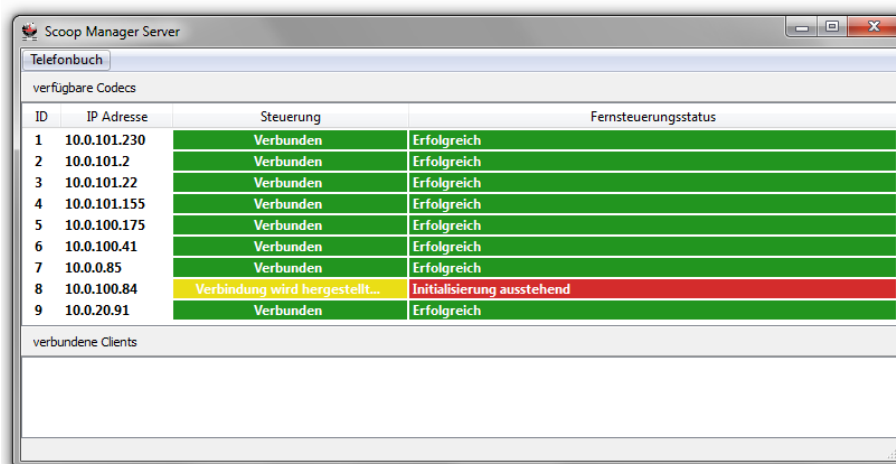 Scoop Manager Server
Telefonbuch
verfügbare Codecs
ID IP Adresse Steuerung Fernsteuerungsstatus
1 10.0.101.230 Verbunden Erfolgreich
2 10.0.101.2 Verbunden Erfolgreich
3 10.0.101.22 Verbunden Erfolgreich
4 10.0.101.155 Verbunden Erfolgreich
5 10.0.100.175 Verbunden Erfolgreich
6 10.0.100.41 Verbunden Erfolgreich
7 10.0.0.85 Verbunden Erfolgreich
8 10.0.100.84 Verbindung wird hergestellt... Initialisierung ausstehend
9 10.0.20.91 Verbunden Erfolgreich
verbundene Clients